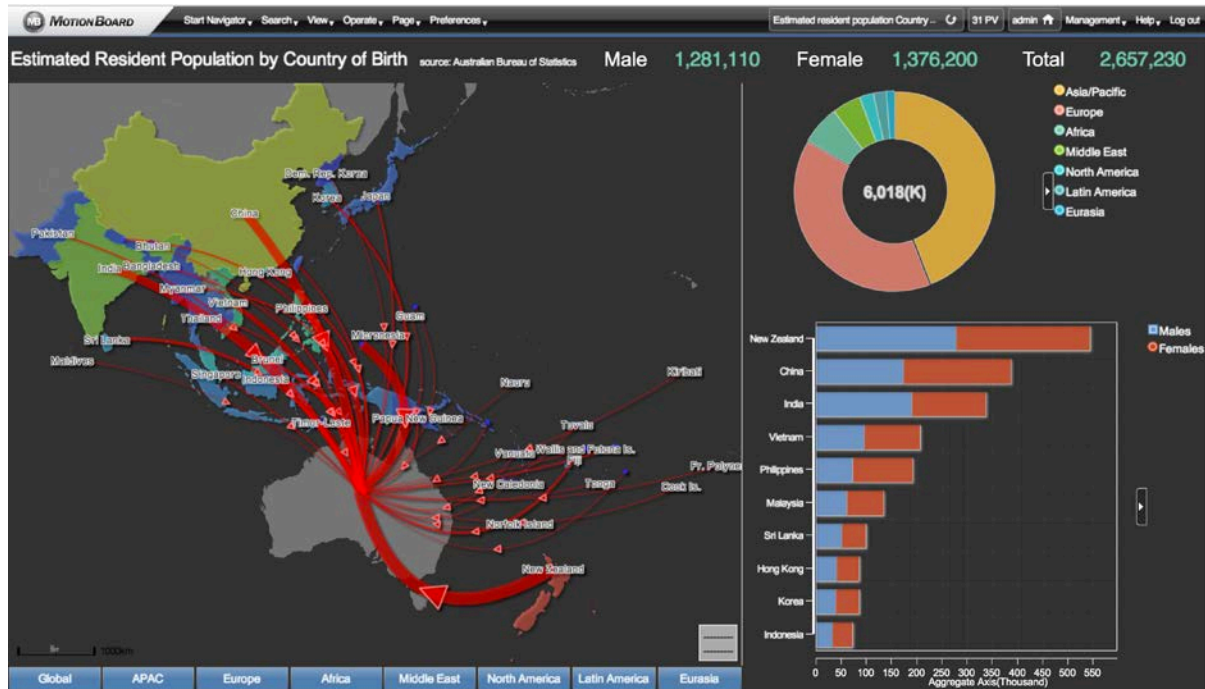 MB MOTIONBOARD Start Navigator Search View Operate Page Preferences Estimated resident population Country... 31 PV admin Management Help Log out
Estimated Resident Population by Country of Birth source: Australian Bureau of Statistics Male 1,281,110 Female 1,376,200 Total 2,657,230
Dem. Rep. Korea
Korea
Japan
China
Pakistan
Bhutan
India
Bangladesh
Hong Kong
Myanmar
Vietnam
Philippines
Thailand
Guam
Sri Lanka
Micronesia
Maldives
Brunei
Singapore
Indonesia
Nauru
Kiribati
Timor-Leste
Papua New Guinea
Tuvalu
Vanuatu
Wallis and Futuna Is.
Fiji
Fr. Polyne
New Caledonia
Tonga
Cook Is.
Norfolk Island
New Zealand
1000km
Global APAC Europe Africa Middle East North America Latin America Eurasia
6,018(K)
Asia/Pacific
Europe
Africa
Middle East
North America
Latin America
Eurasia
New Zealand
China
India
Vietnam
Philippines
Malaysia
Sri Lanka
Hong Kong
Korea
Indonesia
0 50 100 150 200 250 300 350 400 450 500 550
Aggregate Axis(Thousand)
Males
Females